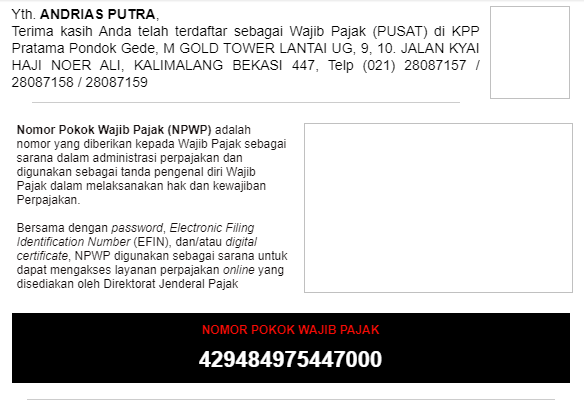 Yth. ANDRIAS PUTRA,
Terima kasih Anda telah terdaftar sebagai Wajib Pajak (PUSAT) di KPP
Pratama Pondok Gede, M GOLD TOWER LANTAI UG, 9, 10. JALAN KYAI
HAJI NOER ALI, KALIMALANG BEKASI 447, Telp (021) 28087157 /
28087158 / 28087159
Nomor Pokok Wajib Pajak (NPWP) adalah
nomor yang diberikan kepada Wajib Pajak sebagai
sarana dalam administrasi perpajakan dan
digunakan sebagai tanda pengenal diri Wajib
Pajak dalam melaksanakan hak dan kewajiban
Perpajakan.
Bersama dengan password, Electronic Filing
Identification Number (EFIN), dan/atau digital
certificate, NPWP digunakan sebagai sarana untuk
dapat mengakses layanan perpajakan online yang
disediakan oleh Direktorat Jenderal Pajak
NOMOR POKOK WAJIB PAJAK
429484975447000